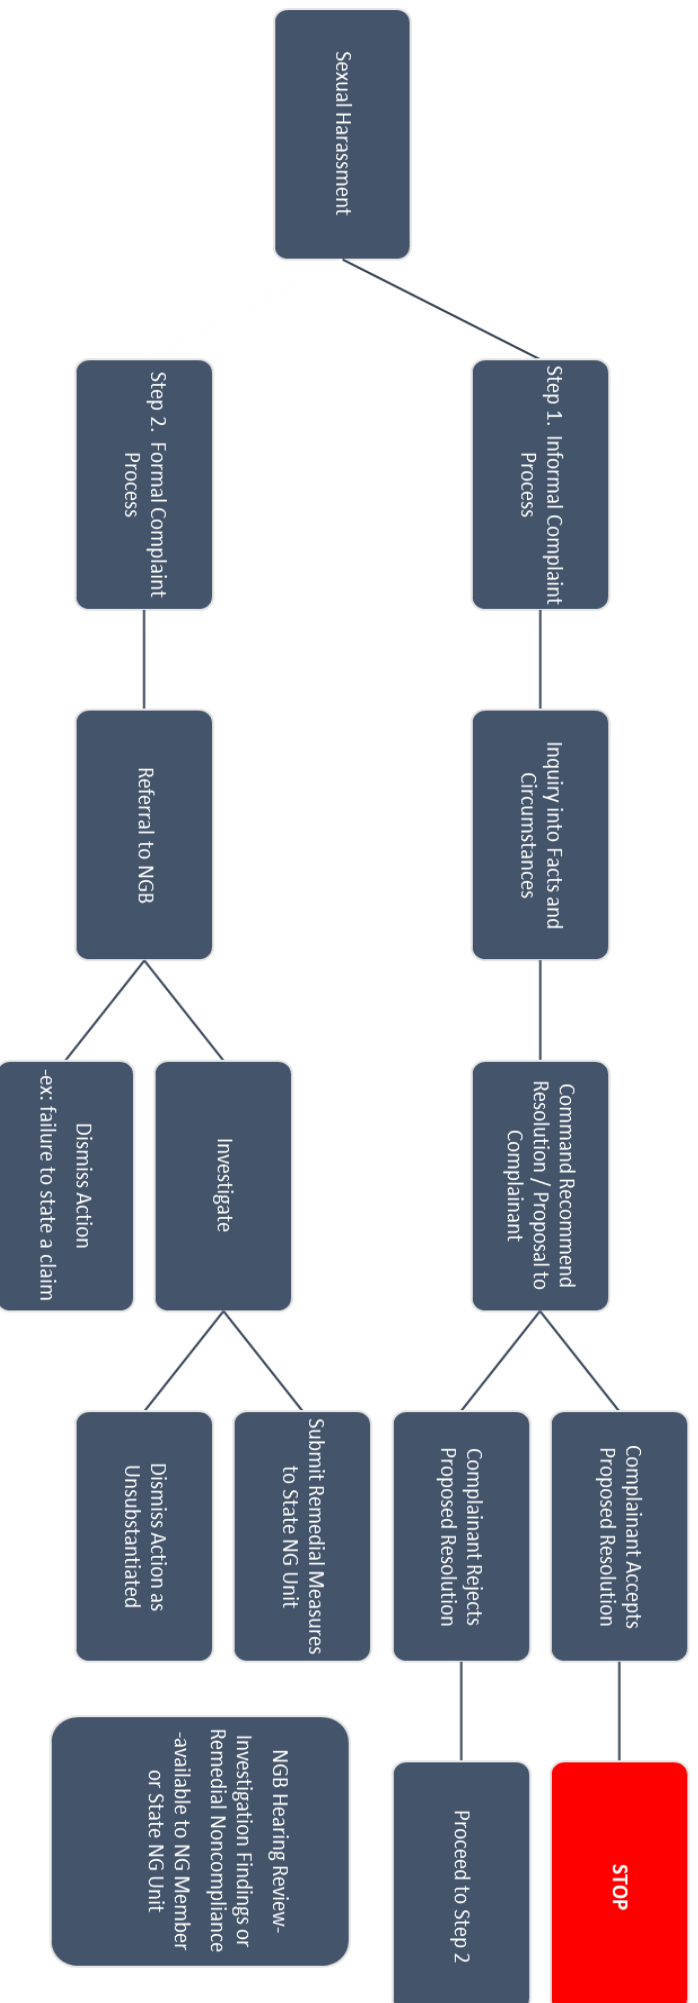 Sexual Harassment
Step 1.  Informal Complaint
Process
Inquiry into Facts and
Circumstances
Command Recommend
Resolution / Proposal to
Complainant
Complainant Accepts
Proposed Resolution
STOP
Complainant Rejects
Proposed Resolution
Proceed to Step 2
Step 2.  Formal Complaint
Process
Referral to NGB
Investigate
Submit Remedial Measures
to State NG Unit
Dismiss Action as
Unsubstantiated
Dismiss Action
-ex: failure to state a claim
NGB Hearing Review-
Investigation Findings or
Remedial Noncompliance
-available to NG Member
or State NG Unit